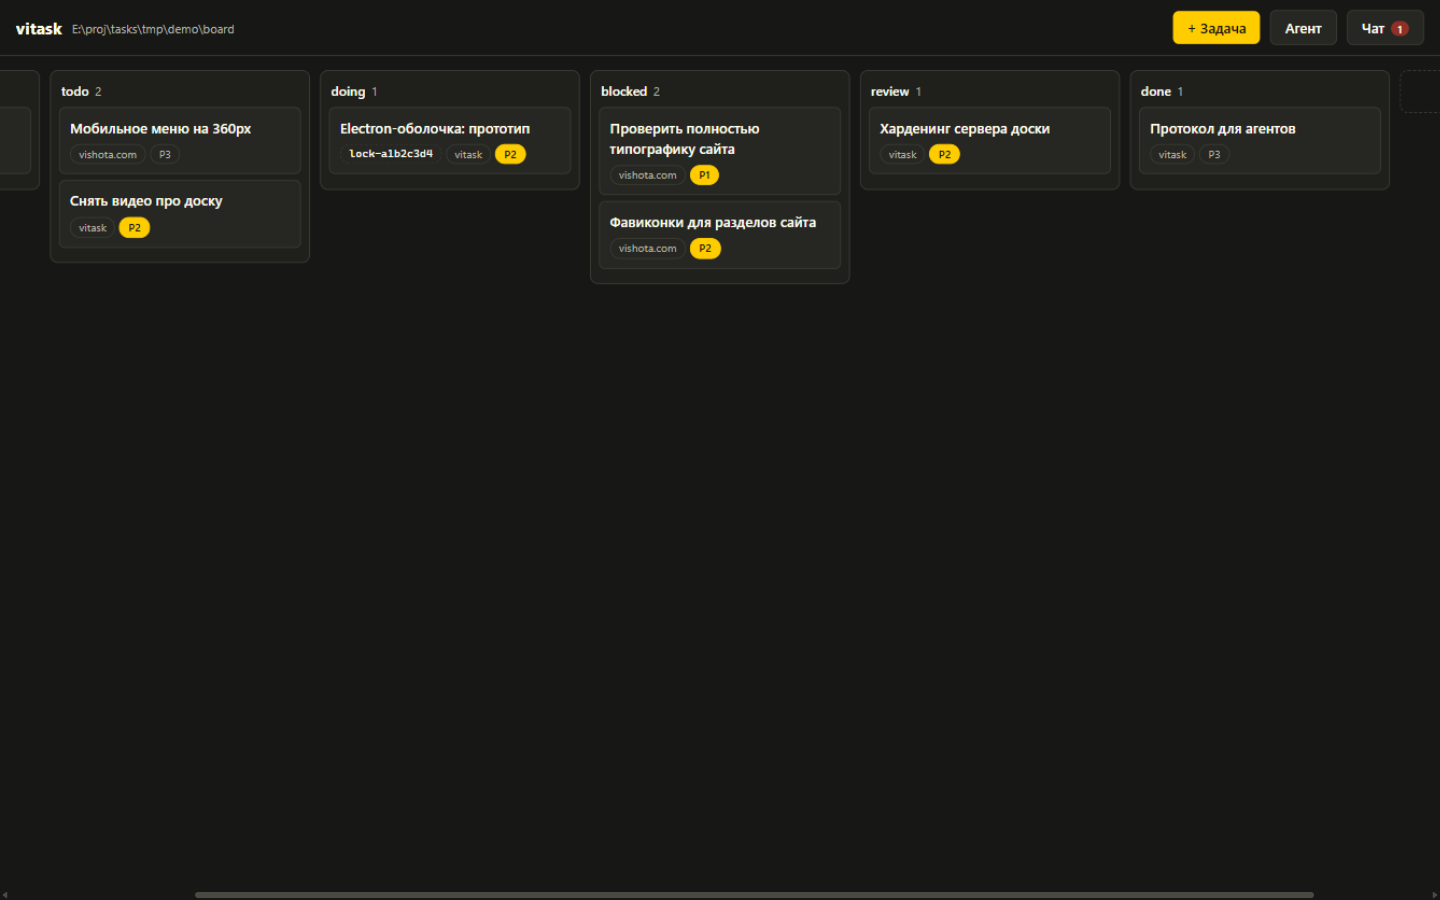 vitask E:\proj\tasks\tmp\demo\board
+ Задача
Агент
Чат 1
todo 2
Мобильное меню на 360px
vishota.com P3
Снять видео про доску
vitask P2
doing 1
Electron-оболочка: прототип
lock-a1b2c3d4 vitask P2
blocked 2
Проверить полностью
типографику сайта
vishota.com P1
Фавиконки для разделов сайта
vishota.com P2
review 1
Харденинг сервера доски
vitask P2
done 1
Протокол для агентов
vitask P3